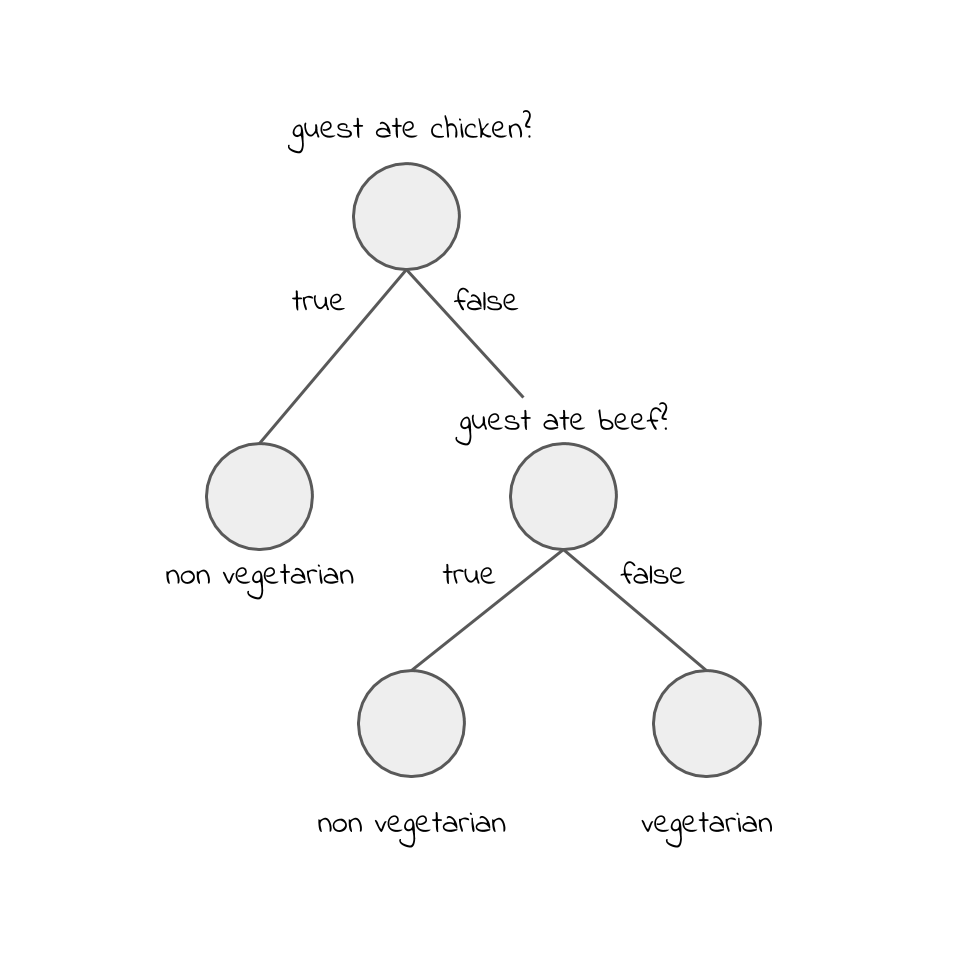 guest ate chicken?
true
false
guest ate beef?
non vegetarian
true
false
non vegetarian
vegetarian